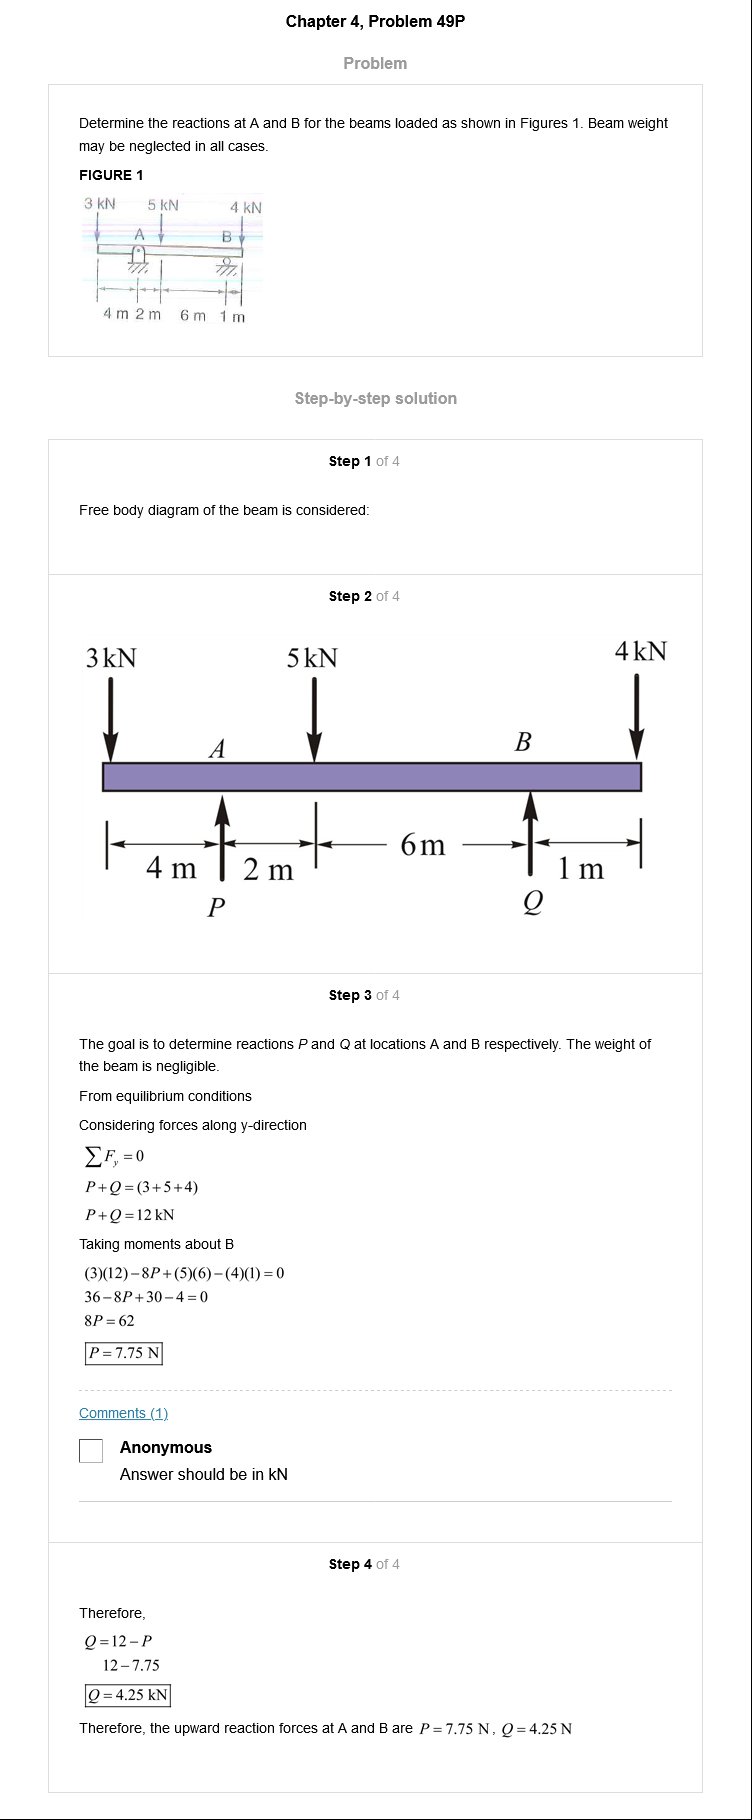 Chapter 4, Problem 49P
Problem
Determine the reactions at A and B for the beams loaded as shown in Figures 1. Beam weight
may be neglected in all cases.
FIGURE 1
3 kN 5 kN 4 kN
A B
4 m 2 m 6 m 1 m
Step-by-step solution
Step 1 of 4
Free body diagram of the beam is considered:
Step 2 of 4
3 kN 5 kN 4 kN
A B
4 m 2 m 6 m 1 m
P Q
Step 3 of 4
The goal is to determine reactions P and Q at locations A and B respectively. The weight of
the beam is negligible.
From equilibrium conditions
Considering forces along y-direction
∑F_y = 0
P+Q=(3+5+4)
P+Q=12 kN
Taking moments about B
(3)(12)−8P+(5)(6)−(4)(1)=0
36−8P+30−4=0
8P=62
P=7.75 N
Comments (1)
Anonymous
Answer should be in kN
Step 4 of 4
Therefore,
Q=12−P
12−7.75
Q=4.25 kN
Therefore, the upward reaction forces at A and B are P=7.75 N, Q=4.25 N